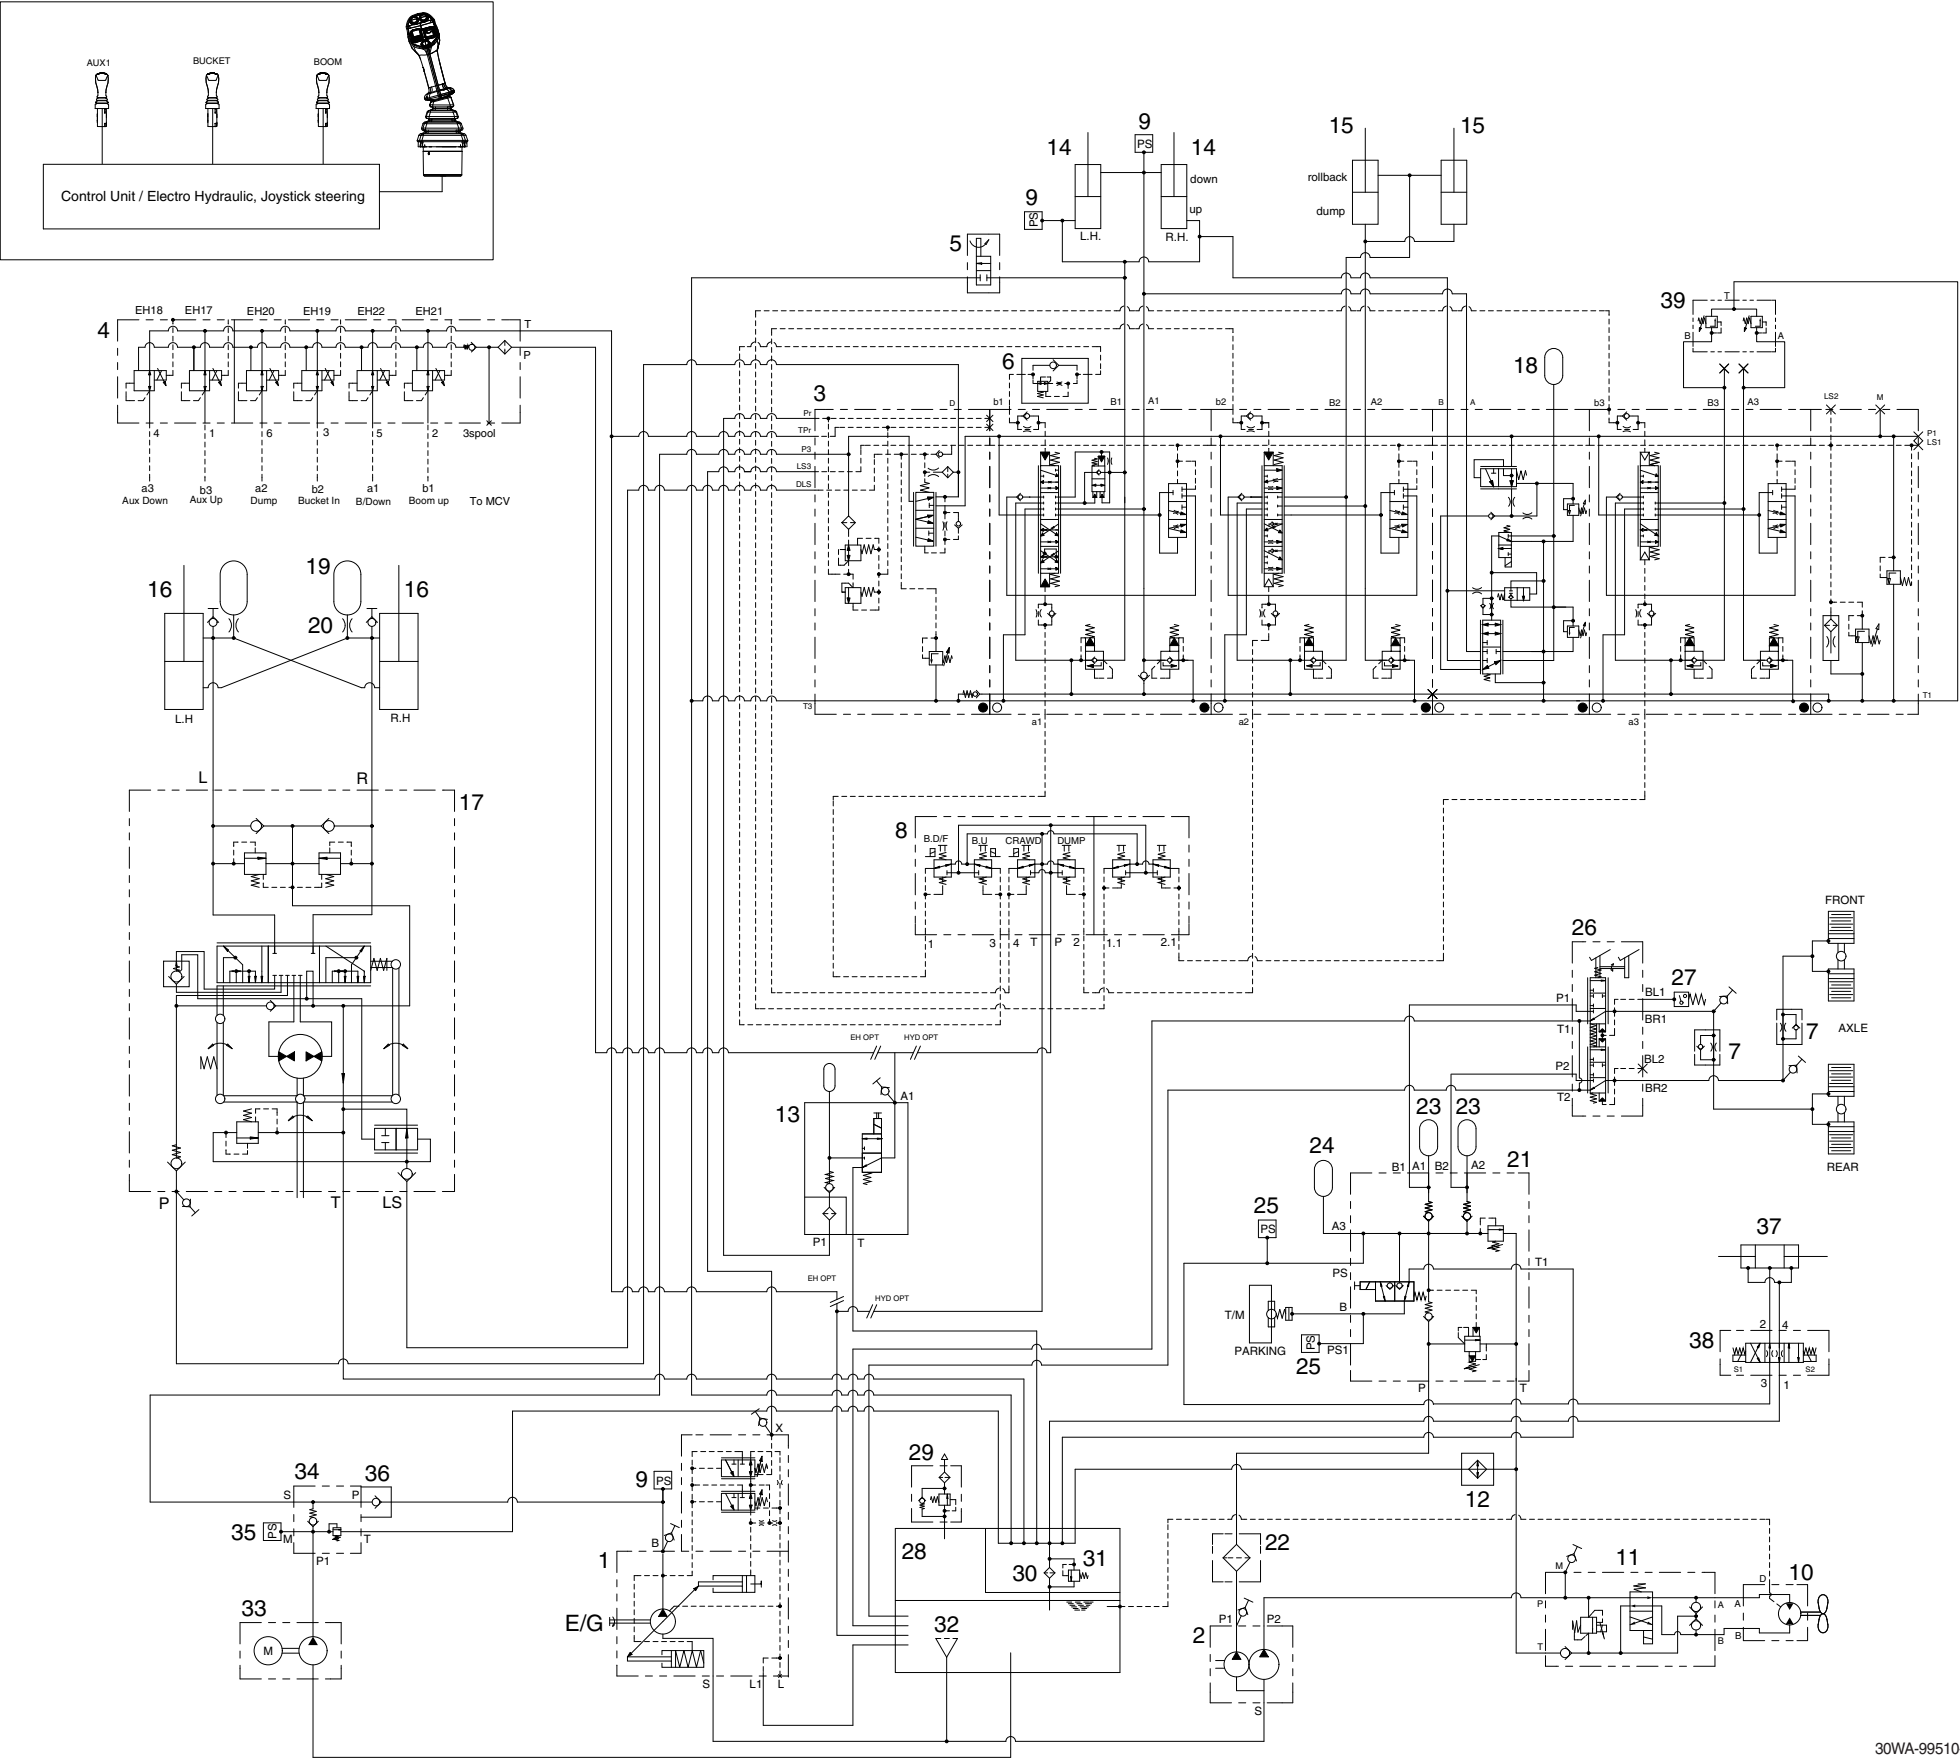 AUX1
BUCKET
BOOM
Control Unit / Electro Hydraulic, Joystick steering
9
14
PS
14
15
15
down
up
rollback
dump
9
PS
L.H.
R.H.
5
39
T
B
A
4
EH18
EH17
EH20
EH19
EH22
EH21
T
P
4
1
6
3
5
2
3spool
a3
b3
a2
b2
a1
b1
Aux Down
Aux Up
Dump
Bucket In
B/Down
Boom up
To MCV
6
18
3
D
b1
B1
A1
b2
B2
A2
B
A
b3
B3
A3
LS2
M
Pr
TPr
P3
LS3
DLS
P1
LS1
T3
T1
a1
a2
a3
16
19
16
20
L.H
R.H
L
R
17
P
T
LS
8
B.D/F
B.U
CRAWD
DUMP
1
3
4
T
P
2
1.1
2.1
EH OPT
HYD OPT
13
A1
P1
T
EH OPT
HYD OPT
FRONT
26
27
P1
BL1
T1
BR1
7
7
AXLE
P2
BL2
T2
BR2
REAR
23
23
24
B1
A1
B2
A2
21
25
PS
A3
T1
PS
B
T/M
PARKING
PS
25
PS1
P
T
37
2
4
38
S1
S2
3
1
X
34
36
S
P
35
PS
M
T
P1
33
M
9
PS
B
1
E/G
S
L1
L
29
28
30
31
32
12
22
P1
P2
2
S
11
M
P
T
A
B
10
D
A
B
30WA-99510